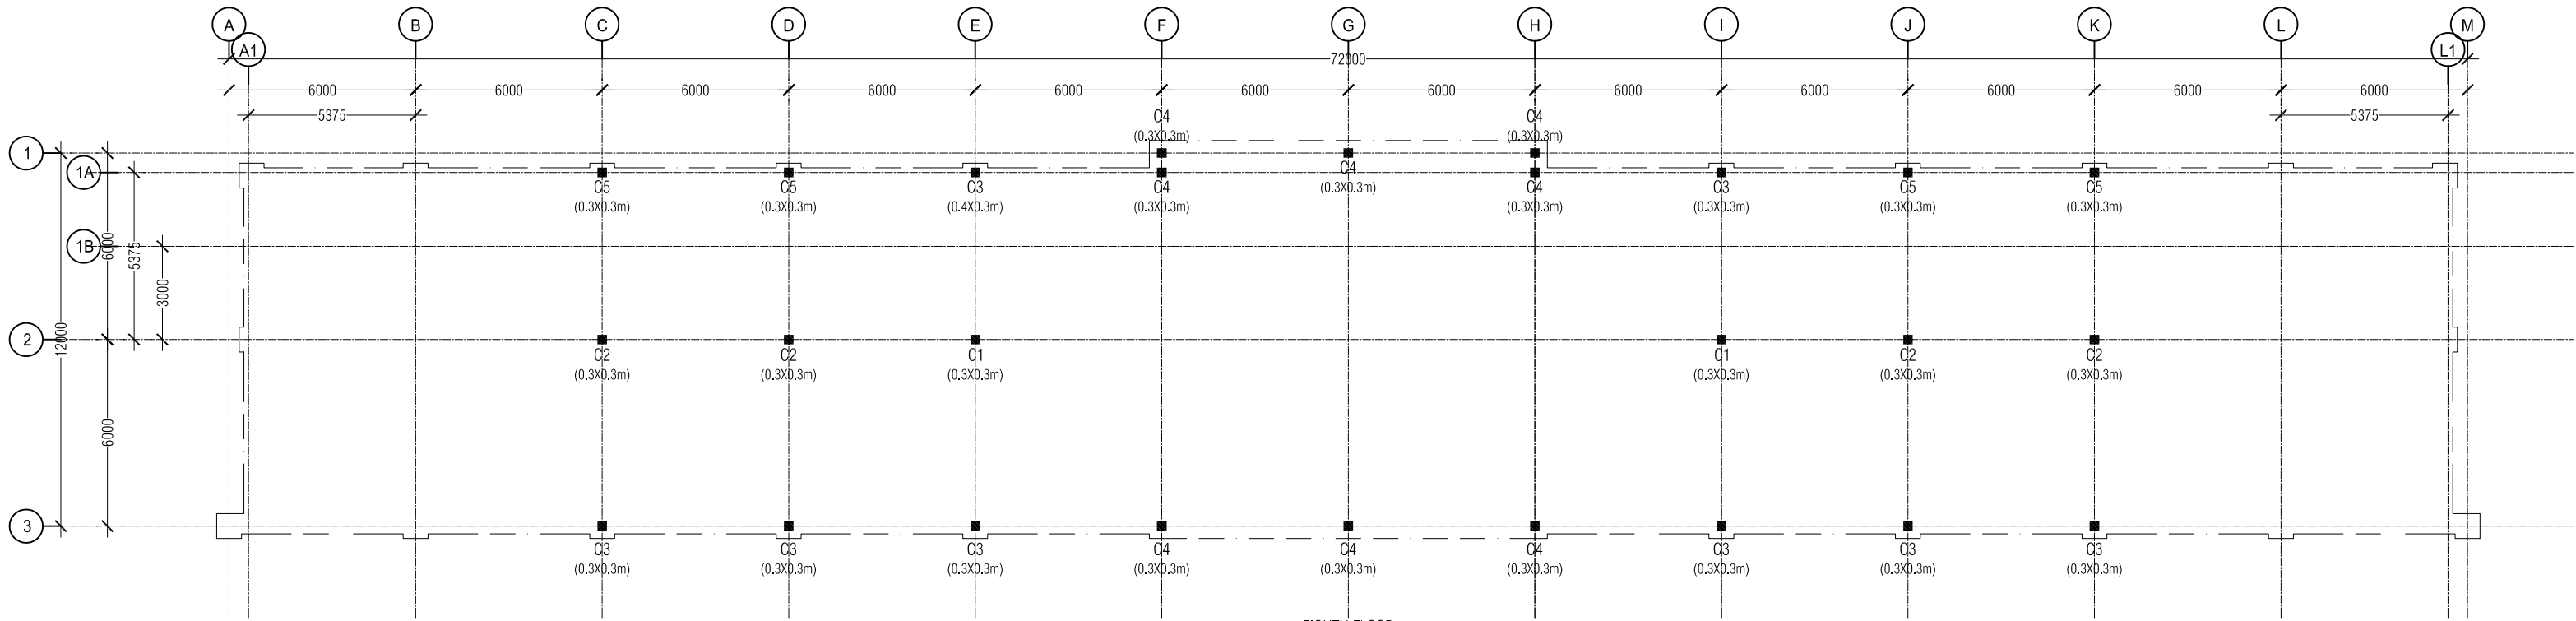 A B C D E F G H I J K L M
A1 L1
72000
6000 6000 6000 6000 6000 6000 6000 6000 6000 6000 6000 6000
5375 5375
C4 C4
(0.3X0.3m) (0.3X0.3m)
1
1A
C4
C5 C5 C3 C4 C4 C3 C5 C5
(0.3X0.3m)
(0.3X0.3m) (0.3X0.3m) (0.4X0.3m) (0.3X0.3m) (0.3X0.3m) (0.3X0.3m) (0.3X0.3m) (0.3X0.3m)
1B
6000
5375
3000
12000
2
C2 C2 C1 C1 C2 C2
(0.3X0.3m) (0.3X0.3m) (0.3X0.3m) (0.3X0.3m) (0.3X0.3m) (0.3X0.3m)
6000
3
C3 C3 C3 C4 C4 C4 C3 C3 C3
(0.3X0.3m) (0.3X0.3m) (0.3X0.3m) (0.3X0.3m) (0.3X0.3m) (0.3X0.3m) (0.3X0.3m) (0.3X0.3m) (0.3X0.3m)